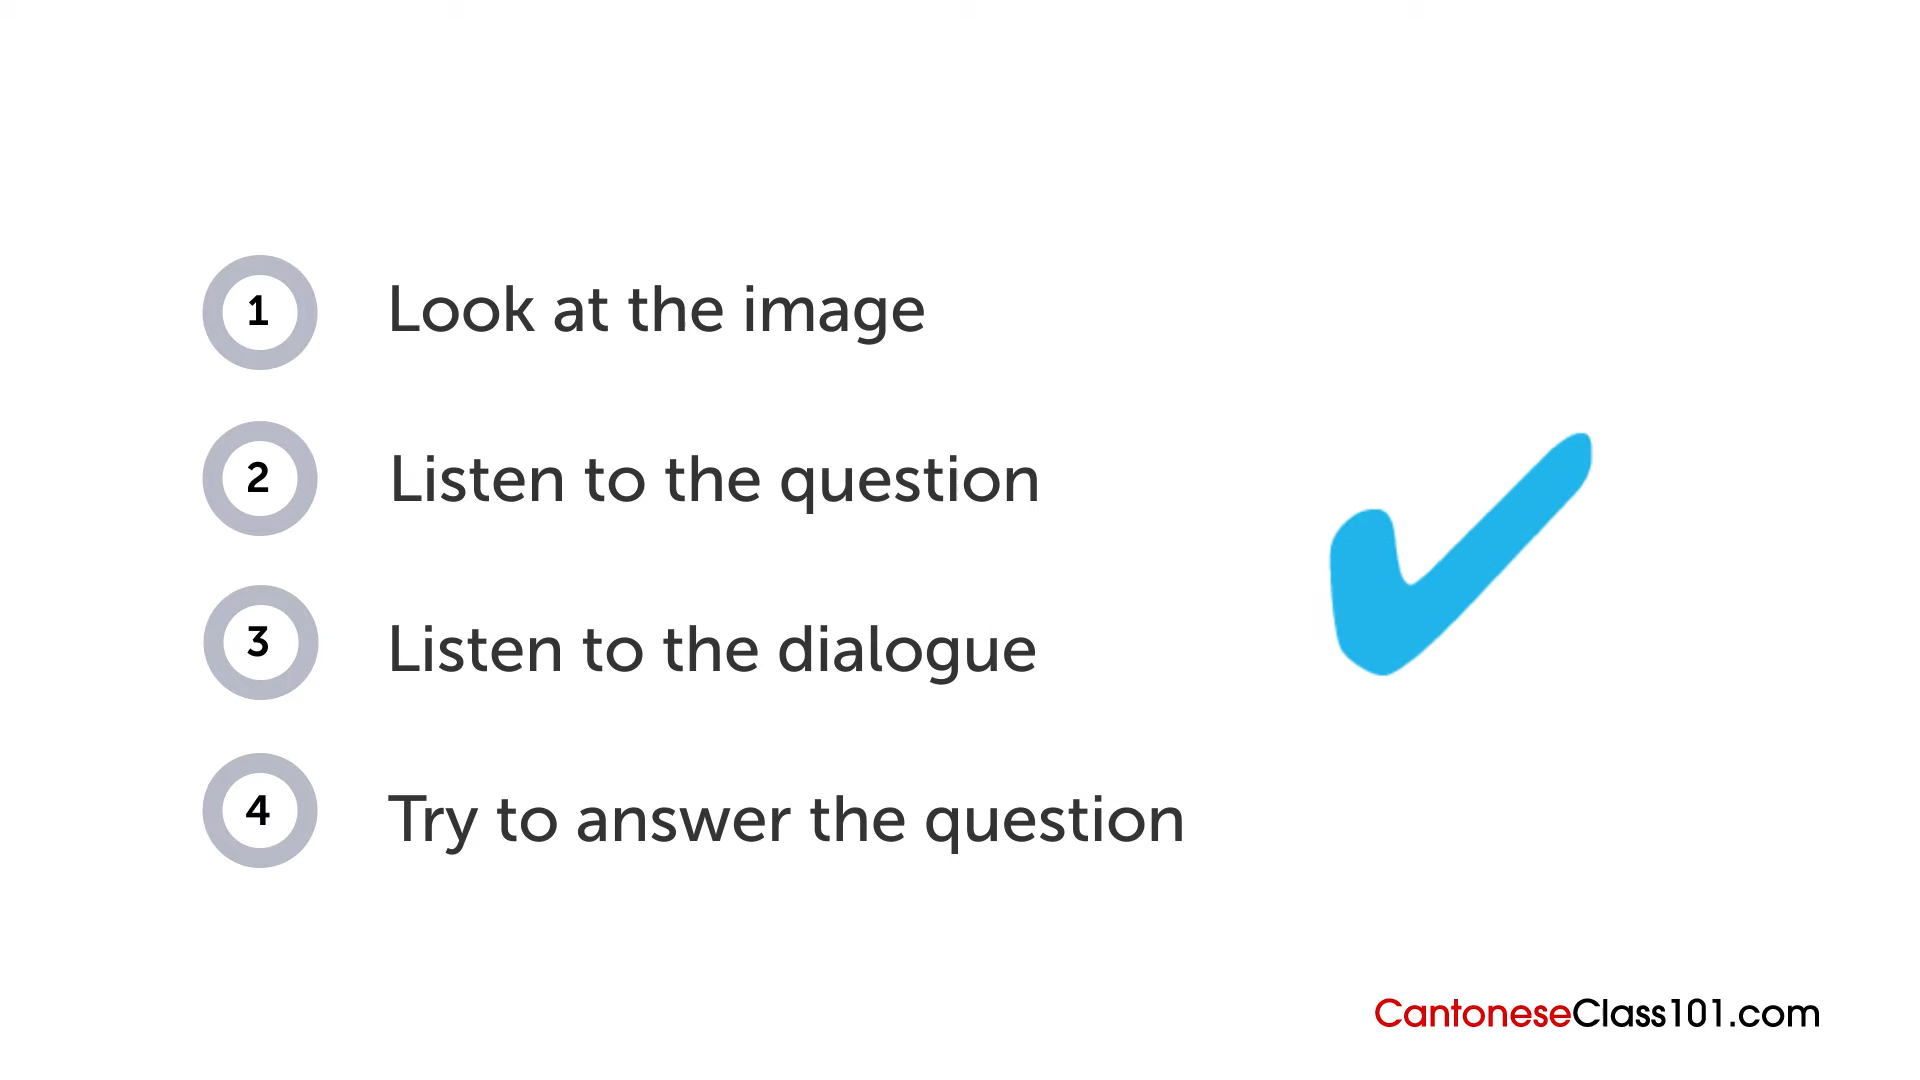 1 Look at the image
2 Listen to the question
3 Listen to the dialogue
4 Try to answer the question
CantoneseClass101.com